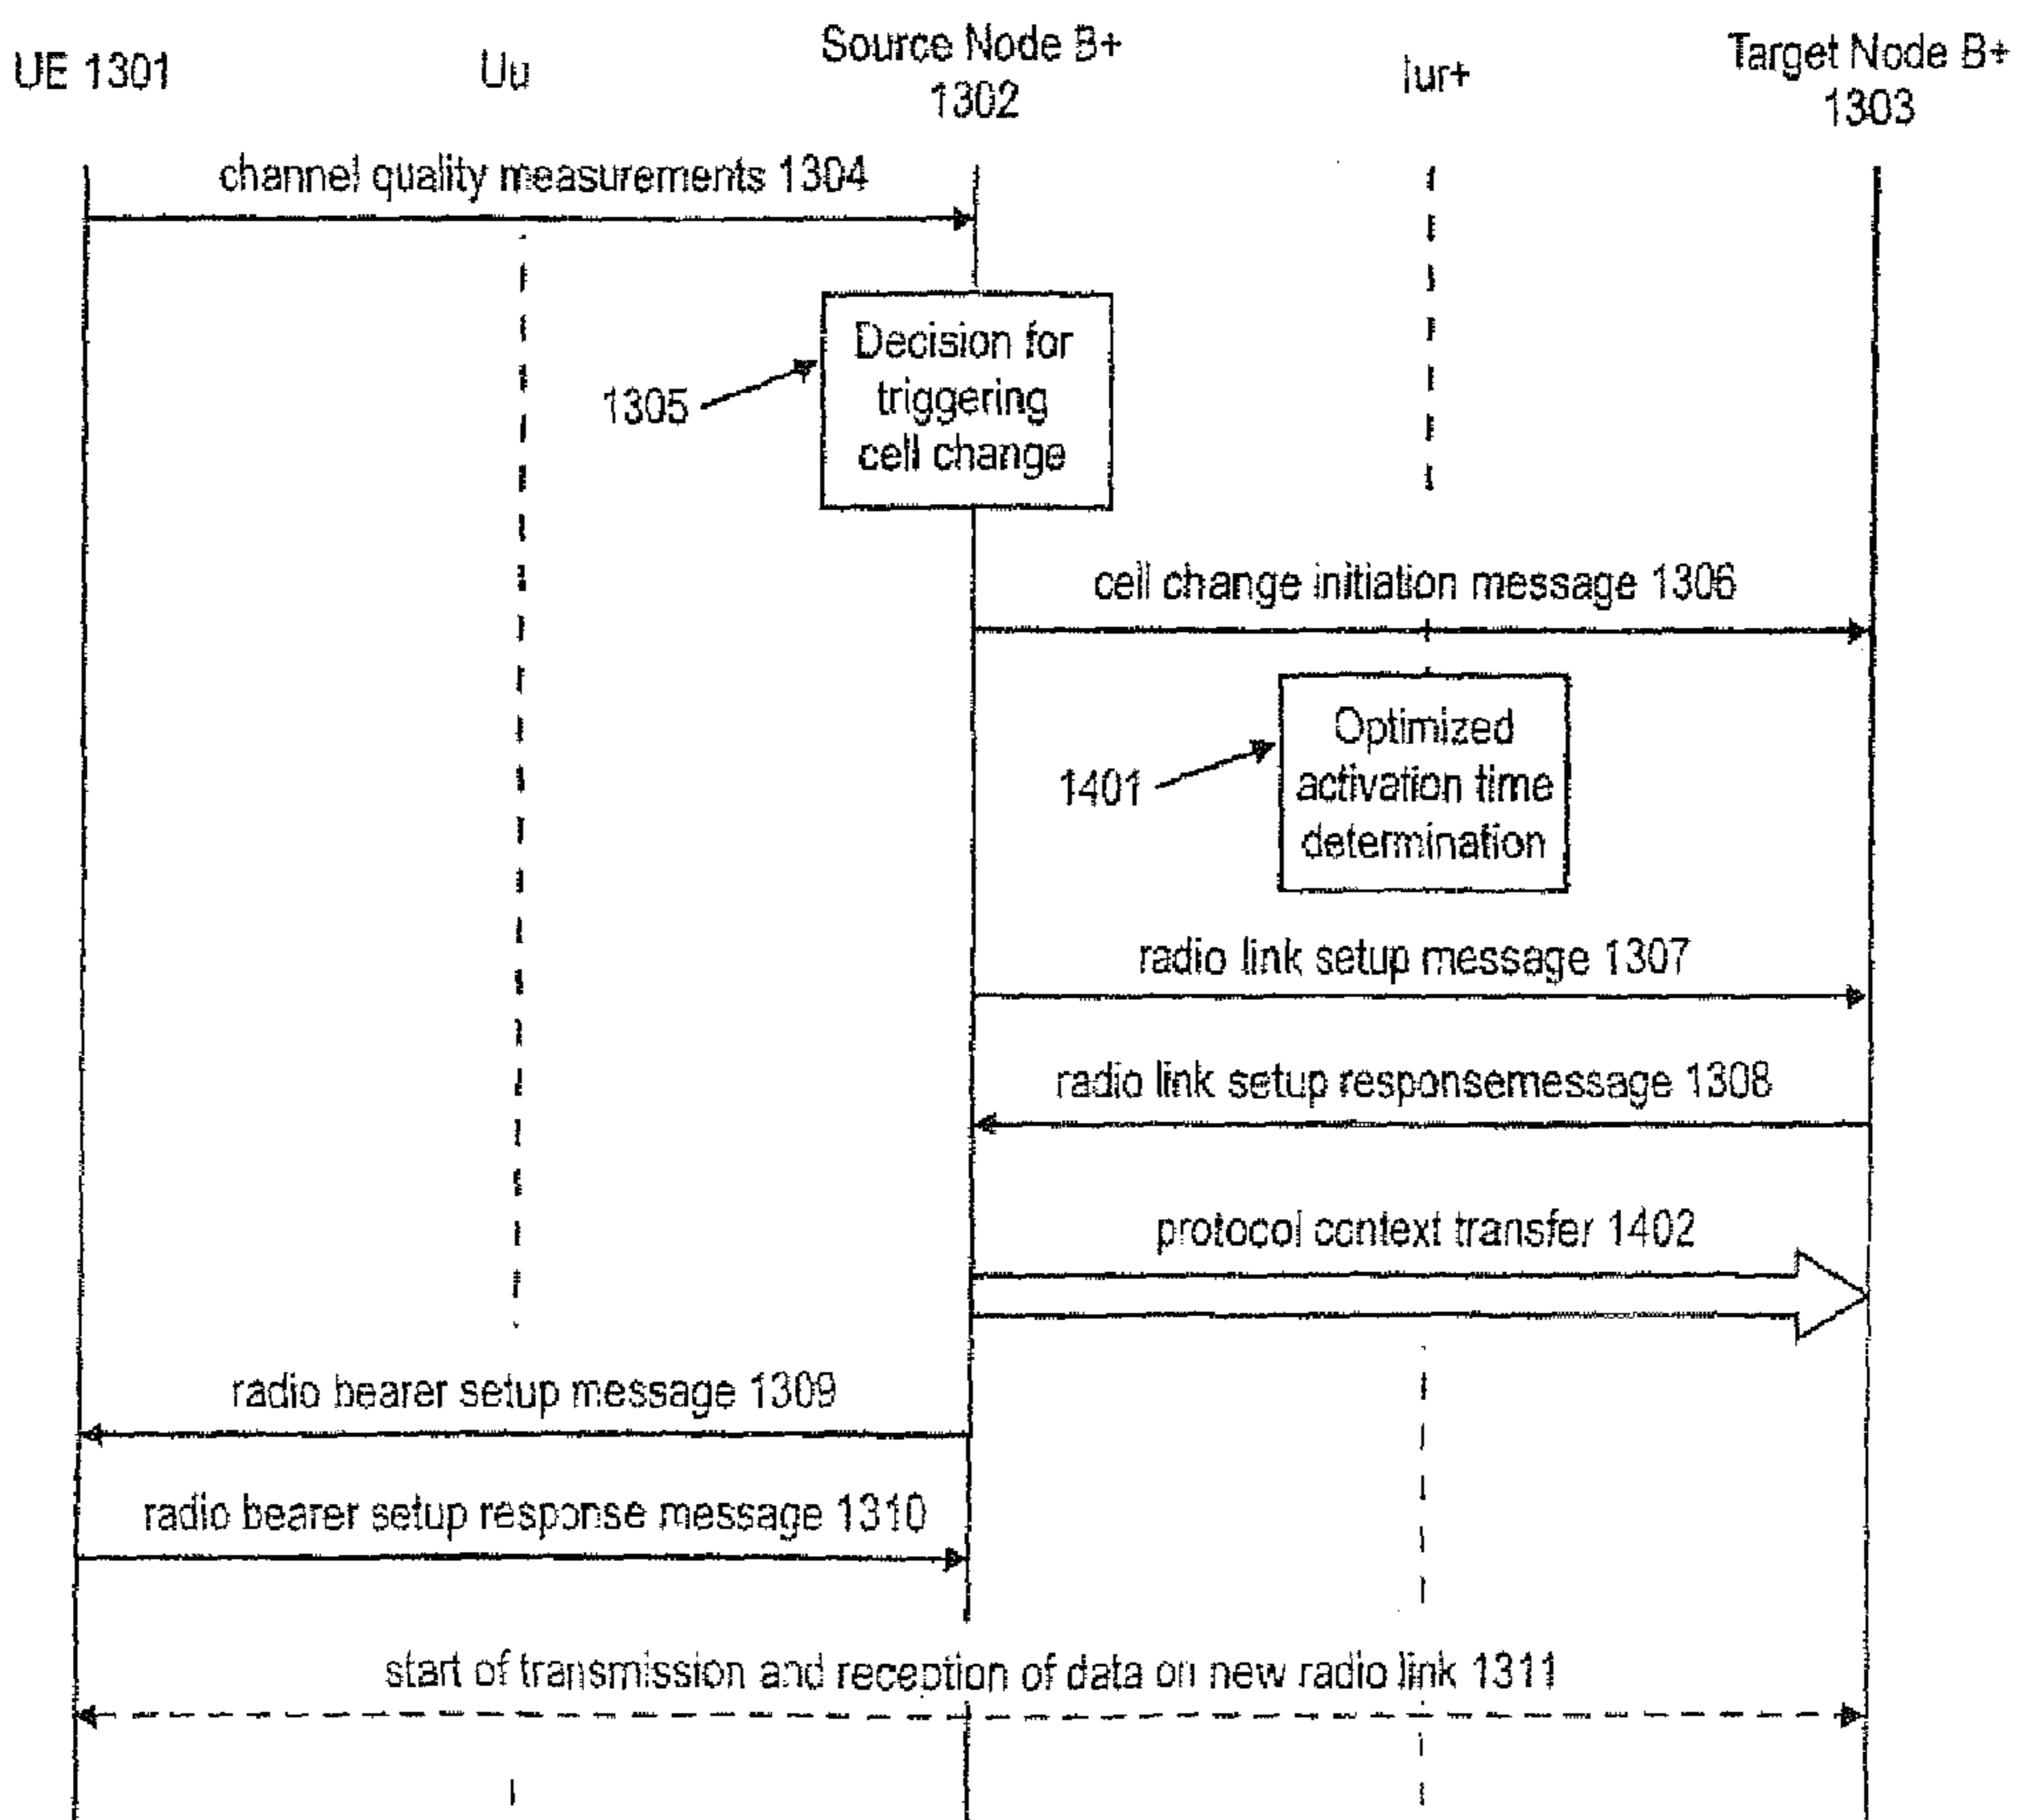 UE 1301
Uu
Source Node B+
1302
Iur+
Target Node B+
1303
channel quality measurements 1304
Decision for
triggering
cell change
1305
cell change initiation message 1306
Optimized
activation time
determination
1401
radio link setup message 1307
radio link setup responsemessage 1308
protocol context transfer 1402
radio bearer setup message 1309
radio bearer setup response message 1310
start of transmission and reception of data on new radio link 1311